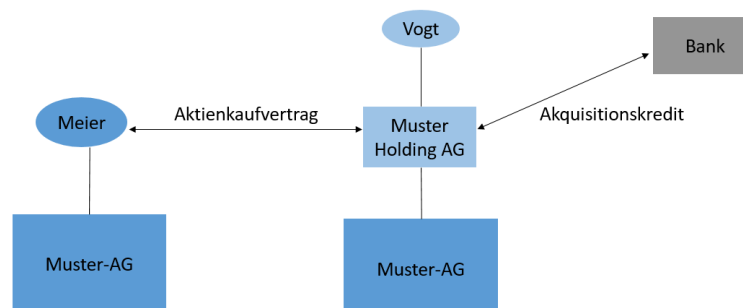 Vogt
Bank
Aktienkaufvertrag
Akquisitionskredit
Meier
Muster
Holding AG
Muster-AG
Muster-AG